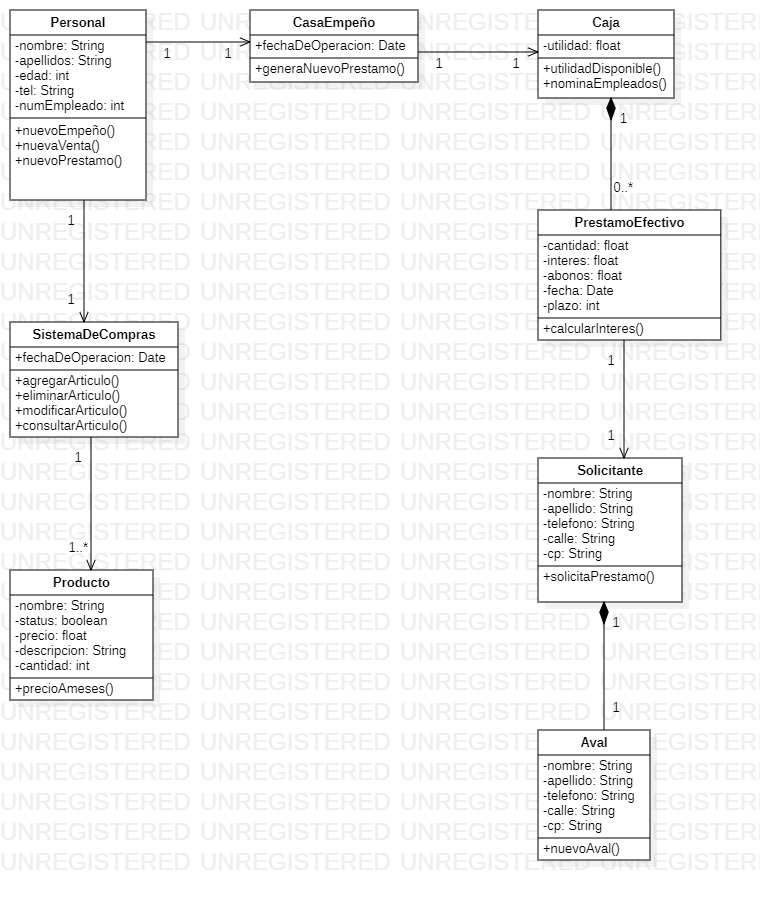 Personal
-nombre: String
-apellidos: String
-edad: int
-tel: String
-numEmpleado: int
+nuevoEmpeño()
+nuevaVenta()
+nuevoPrestamo()
1
1
CasaEmpeño
+fechaDeOperacion: Date
+generaNuevoPrestamo()
1
1
Caja
-utilidad: float
+utilidadDisponible()
+nominaEmpleados()
1
0..*
PrestamoEfectivo
-cantidad: float
-interes: float
-abonos: float
-fecha: Date
-plazo: int
+calcularInteres()
1
1
Solicitante
-nombre: String
-apellido: String
-telefono: String
-calle: String
-cp: String
+solicitaPrestamo()
1
1
Aval
-nombre: String
-apellido: String
-telefono: String
-calle: String
-cp: String
+nuevoAval()
1
1
SistemaDeCompras
+fechaDeOperacion: Date
+agregarArticulo()
+eliminarArticulo()
+modificarArticulo()
+consultarArticulo()
1
1..*
Producto
-nombre: String
-status: boolean
-precio: float
-descripcion: String
-cantidad: int
+precioAmeses()
UNREGISTERED UNREGISTERED UNREGISTERED UNREGISTERED